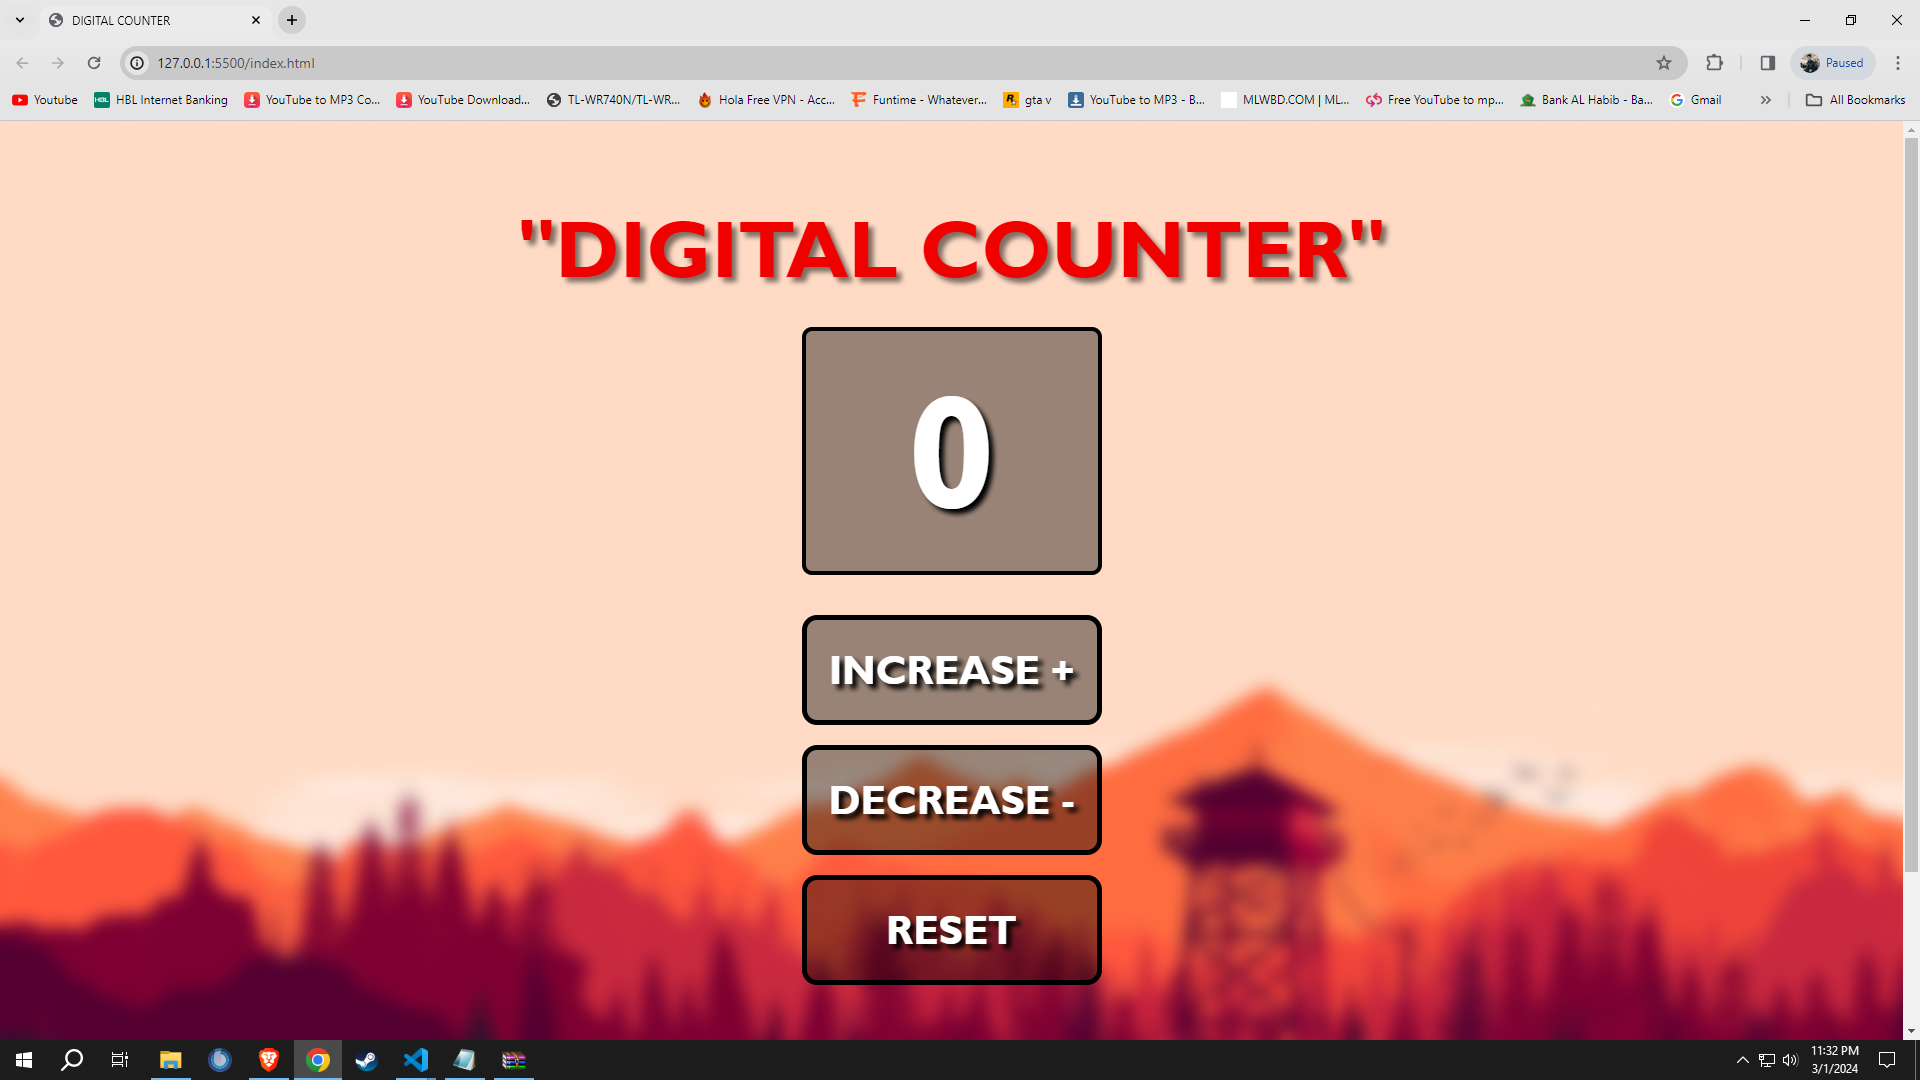 DIGITAL COUNTER
127.0.0.1:5500/index.html
Paused
Youtube
HBL Internet Banking
YouTube to MP3 Co...
YouTube Download...
TL-WR740N/TL-WR...
Hola Free VPN - Acc...
Funtime - Whatever...
gta v
YouTube to MP3 - B...
MLWBD.COM | ML...
Free YouTube to mp...
Bank AL Habib - Ba...
Gmail
All Bookmarks
"DIGITAL COUNTER"
0
INCREASE +
DECREASE -
RESET
11:32 PM
3/1/2024